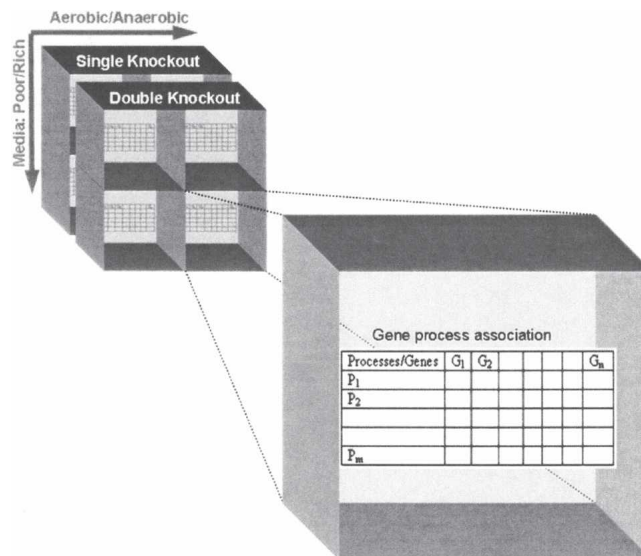 Aerobic/Anaerobic
Media: Poor/Rich
Single Knockout
Double Knockout
Gene process association
Processes/Genes G1 G2 Gn
P1
P2
Pm